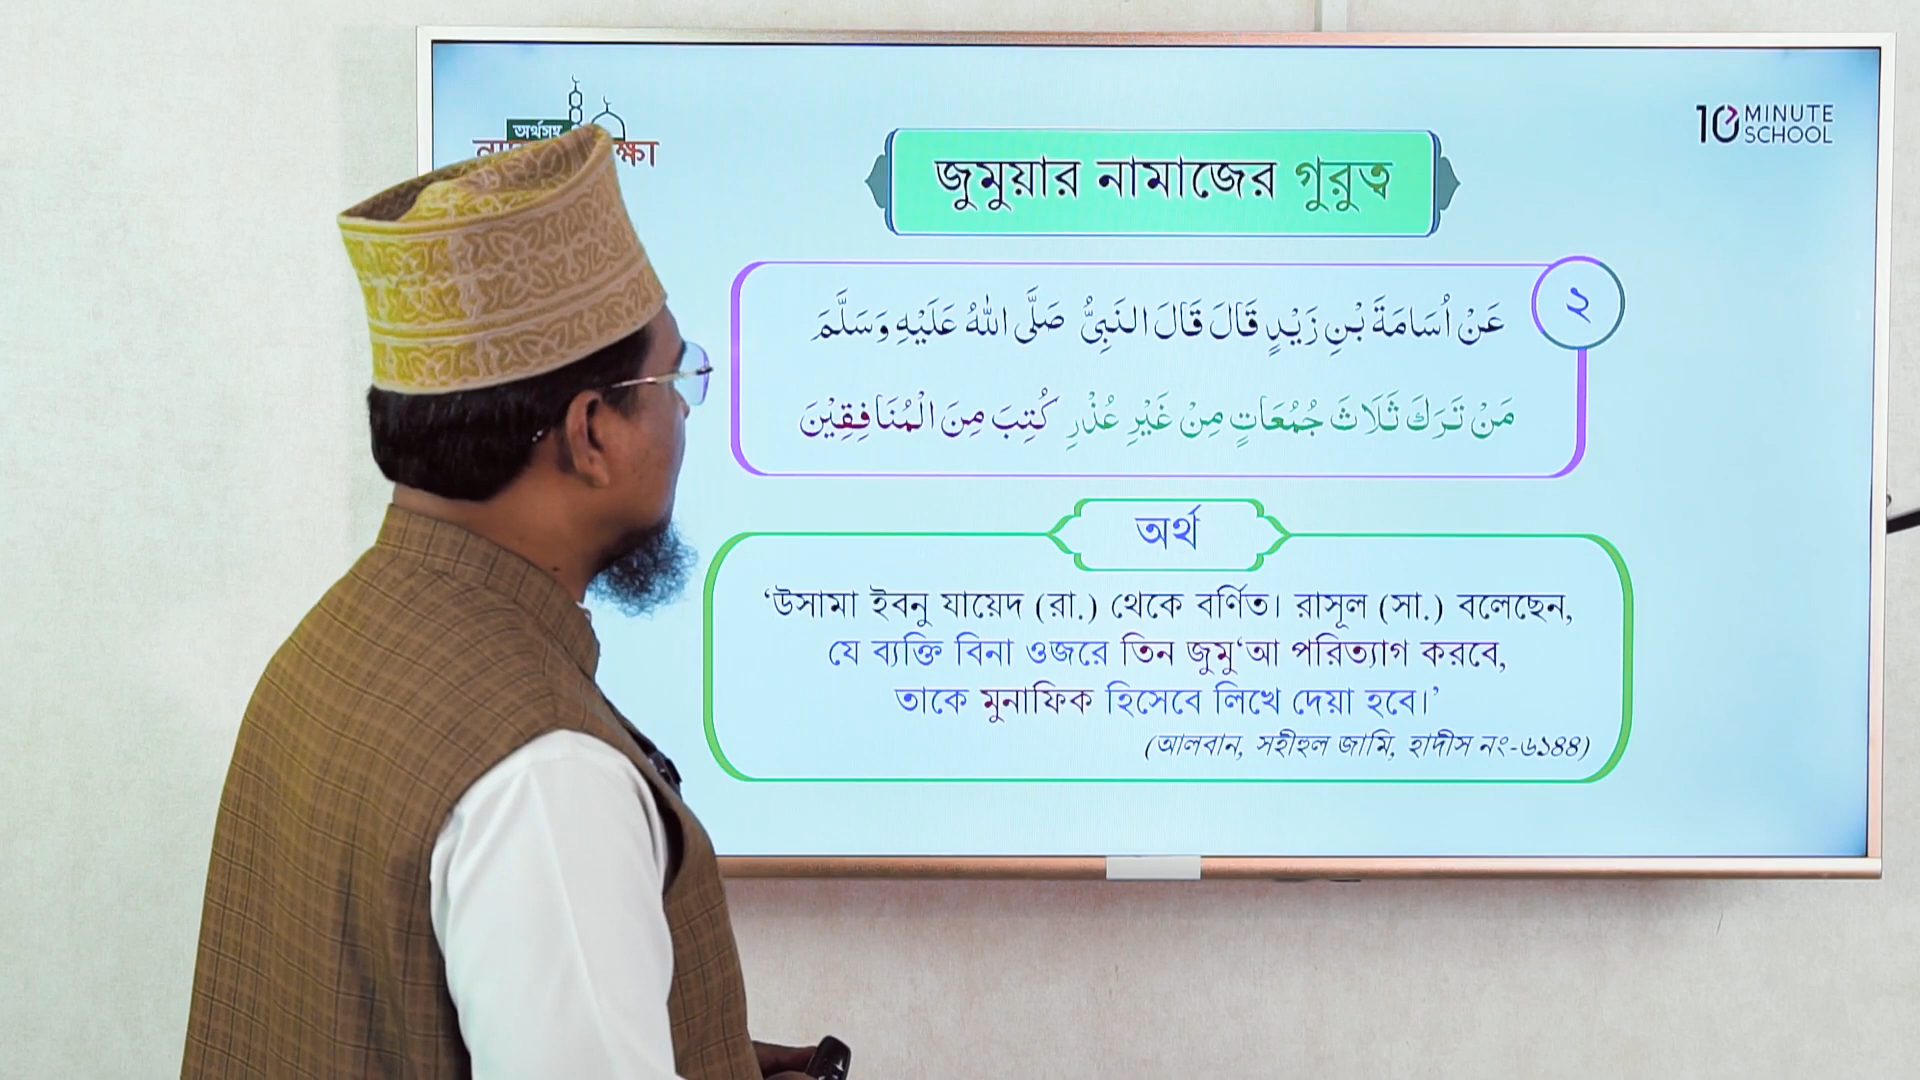 অর্থসহ
ক্ষা
10 MINUTE
SCHOOL
জুমুয়ার নামাজের গুরুত্ব
২
عَنْ اُسَامَةَ بْنِ زَيْدٍ قَالَ قَالَ النَبِىُّ صَلَّى اللّٰهُ عَلَيْهِ وَسَلَّمَ
مَنْ تَرَكَ ثَلَاثَ جُمُعَاتٍ مِنْ غَيْرِ عُذْرِ كُتِبَ مِنَ الْمُنَافِقِيْنَ
অর্থ
‘উসামা ইবনু যায়েদ (রা.) থেকে বর্ণিত। রাসূল (সা.) বলেছেন,
যে ব্যক্তি বিনা ওজরে তিন জুমু‘আ পরিত্যাগ করবে,
তাকে মুনাফিক হিসেবে লিখে দেয়া হবে।’
(আলবান, সহীহুল জামি, হাদীস নং-৬১৪৪)